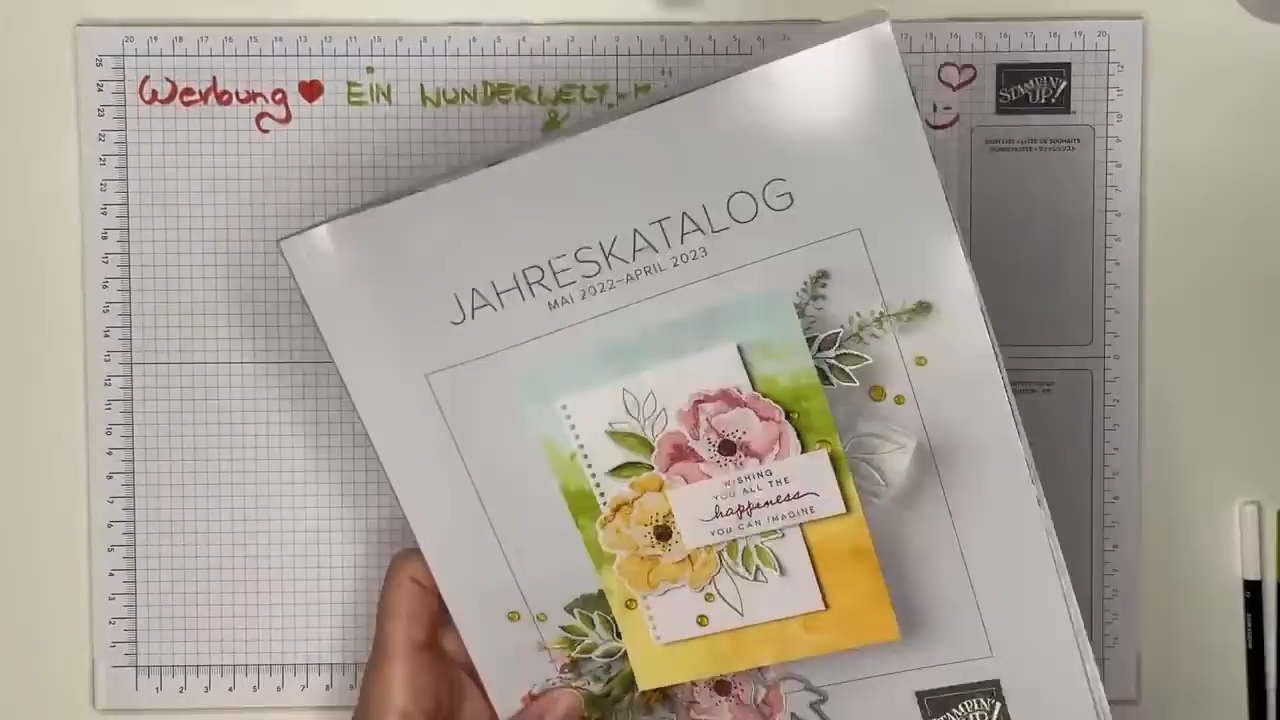 Werbung ❤ EIN WUNDERWELT
&
STAMPIN' UP!
JAHRESKATALOG
MAI 2022–APRIL 2023
WISHING
YOU ALL THE
happiness
YOU CAN IMAGINE
STAMPIN' UP!